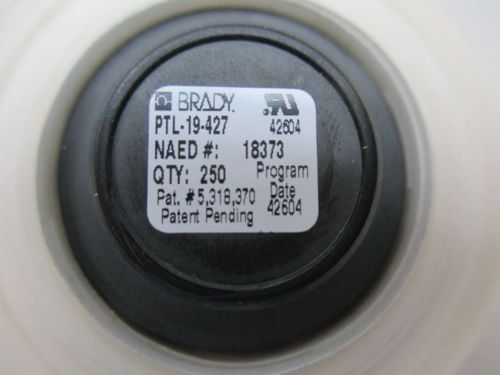 BRADY.
PTL-19-427 42604
NAED #: 18373
QTY: 250 Program
Pat. # 5,318,370 Date
Patent Pending 42604